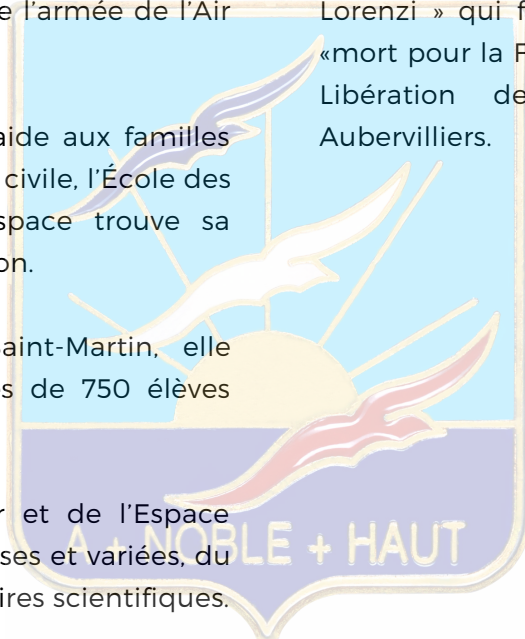 e l'armée de l'Air
aide aux familles
civile, l'École des
space trouve sa
on.
Saint-Martin, elle
s de 750 élèves
r et de l'Espace
ses et variées, du
ires scientifiques.
Lorenzi » qui f
«mort pour la F
Libération de
Aubervilliers.
A + NOBLE + HAUT